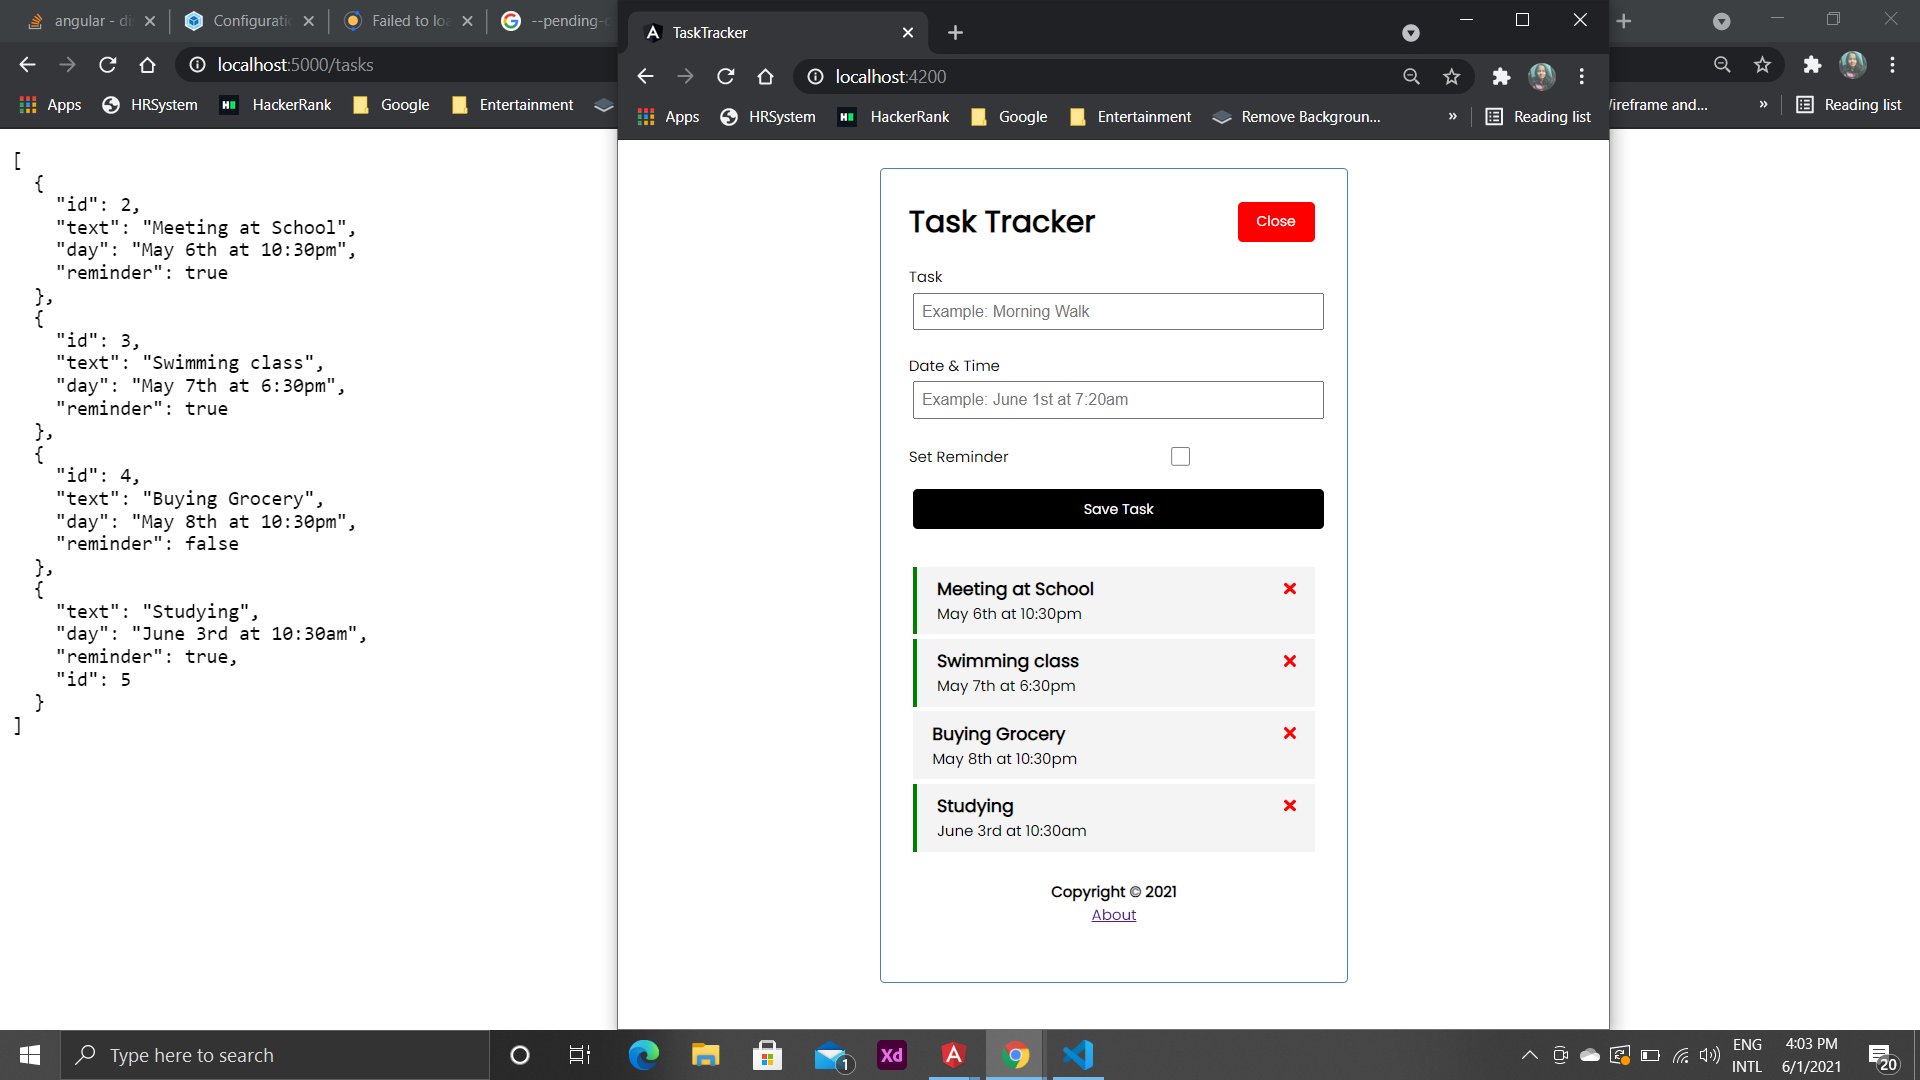 angular - di
Configuratio
Failed to loa
--pending-c
localhost:5000/tasks
Apps
HRSystem
HackerRank
Google
Entertainment
[
{
"id": 2,
"text": "Meeting at School",
"day": "May 6th at 10:30pm",
"reminder": true
},
{
"id": 3,
"text": "Swimming class",
"day": "May 7th at 6:30pm",
"reminder": true
},
{
"id": 4,
"text": "Buying Grocery",
"day": "May 8th at 10:30pm",
"reminder": false
},
{
"text": "Studying",
"day": "June 3rd at 10:30am",
"reminder": true,
"id": 5
}
]
TaskTracker
localhost:4200
Apps
HRSystem
HackerRank
Google
Entertainment
Remove Backgroun...
»
Reading list
Task Tracker
Close
Task
Example: Morning Walk
Date & Time
Example: June 1st at 7:20am
Set Reminder
Save Task
Meeting at School
May 6th at 10:30pm
Swimming class
May 7th at 6:30pm
Buying Grocery
May 8th at 10:30pm
Studying
June 3rd at 10:30am
Copyright © 2021
About
Wireframe and...
»
Reading list
Type here to search
1
Xd
ENG
INTL
4:03 PM
6/1/2021
20